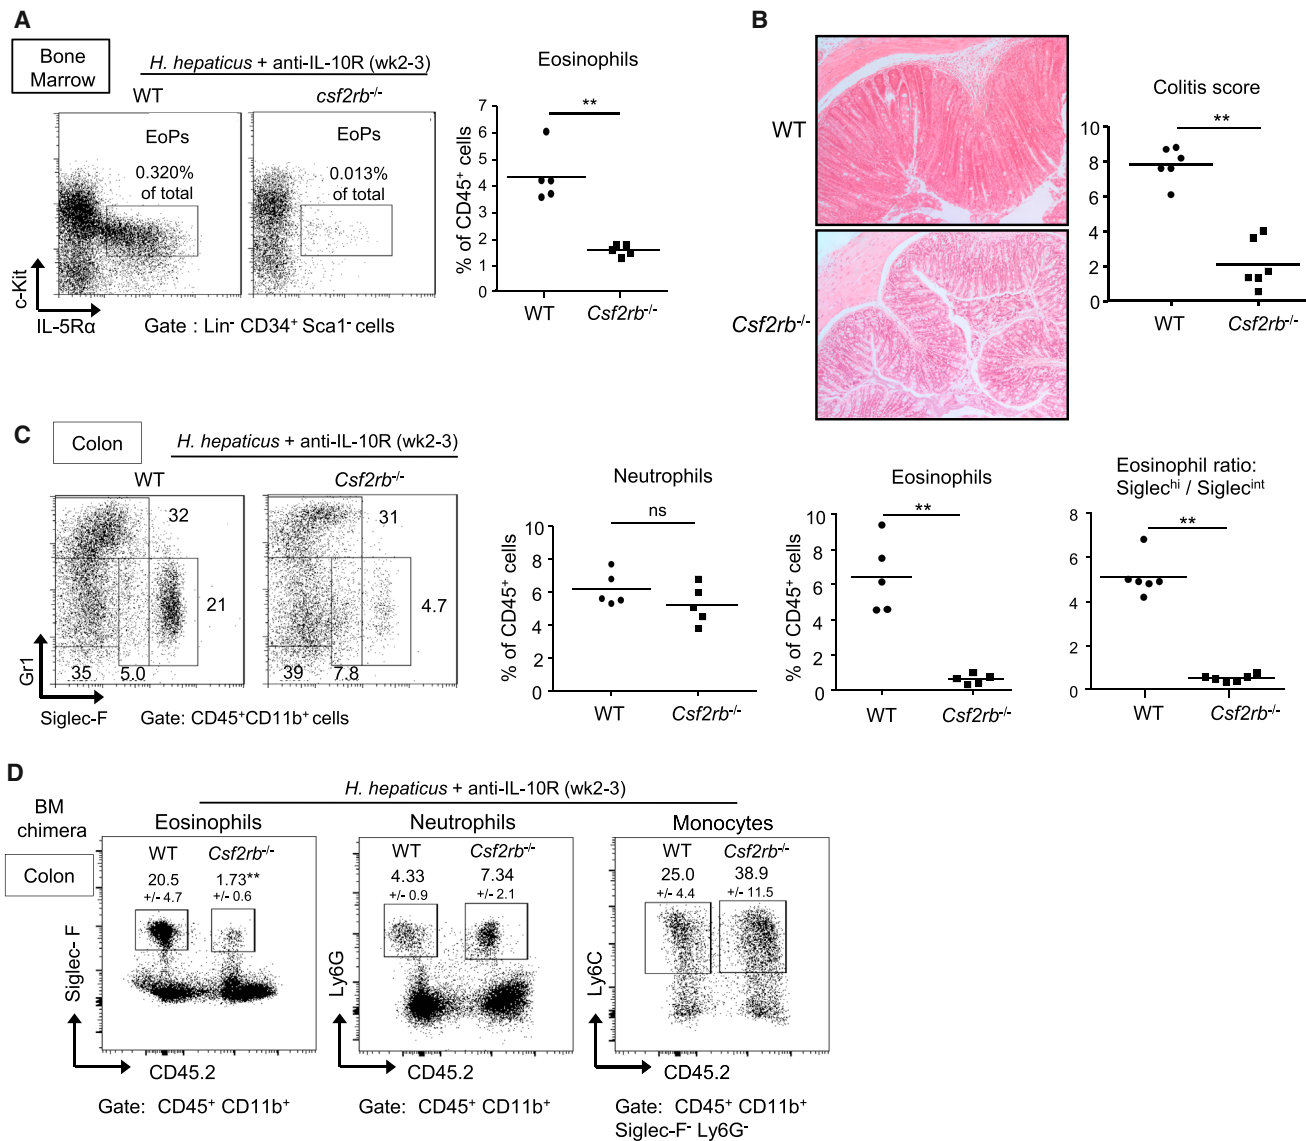 A
Bone
Marrow
H. hepaticus + anti-IL-10R (wk2-3)
WT
csf2rb-/-
EoPs
0.320%
of total
EoPs
0.013%
of total
c-Kit
IL-5Rα
Gate : Lin- CD34+ Sca1- cells
Eosinophils
**
% of CD45+ cells
7
6
5
4
3
2
1
0
WT
Csf2rb-/-
B
WT
Csf2rb-/-
Colitis score
**
10
8
6
4
2
0
WT
Csf2rb-/-
C
Colon
H. hepaticus + anti-IL-10R (wk2-3)
WT
Csf2rb-/-
32
21
35
5.0
31
4.7
39
7.8
Gr1
Siglec-F
Gate: CD45+CD11b+ cells
Neutrophils
ns
% of CD45+ cells
10
8
6
4
2
0
WT
Csf2rb-/-
Eosinophils
**
% of CD45+ cells
10
8
6
4
2
0
WT
Csf2rb-/-
Eosinophil ratio:
Siglechi / Siglecint
**
8
6
4
2
0
WT
Csf2rb-/-
D
BM
chimera
Colon
H. hepaticus + anti-IL-10R (wk2-3)
Eosinophils
WT
Csf2rb-/-
20.5
1.73**
+/- 4.7
+/- 0.6
Siglec- F
CD45.2
Gate: CD45+ CD11b+
Neutrophils
WT
Csf2rb-/-
4.33
7.34
+/- 0.9
+/- 2.1
Ly6G
CD45.2
Gate: CD45+ CD11b+
Monocytes
WT
Csf2rb-/-
25.0
38.9
+/- 4.4
+/- 11.5
Ly6C
CD45.2
Gate: CD45+ CD11b+
Siglec-F- Ly6G-